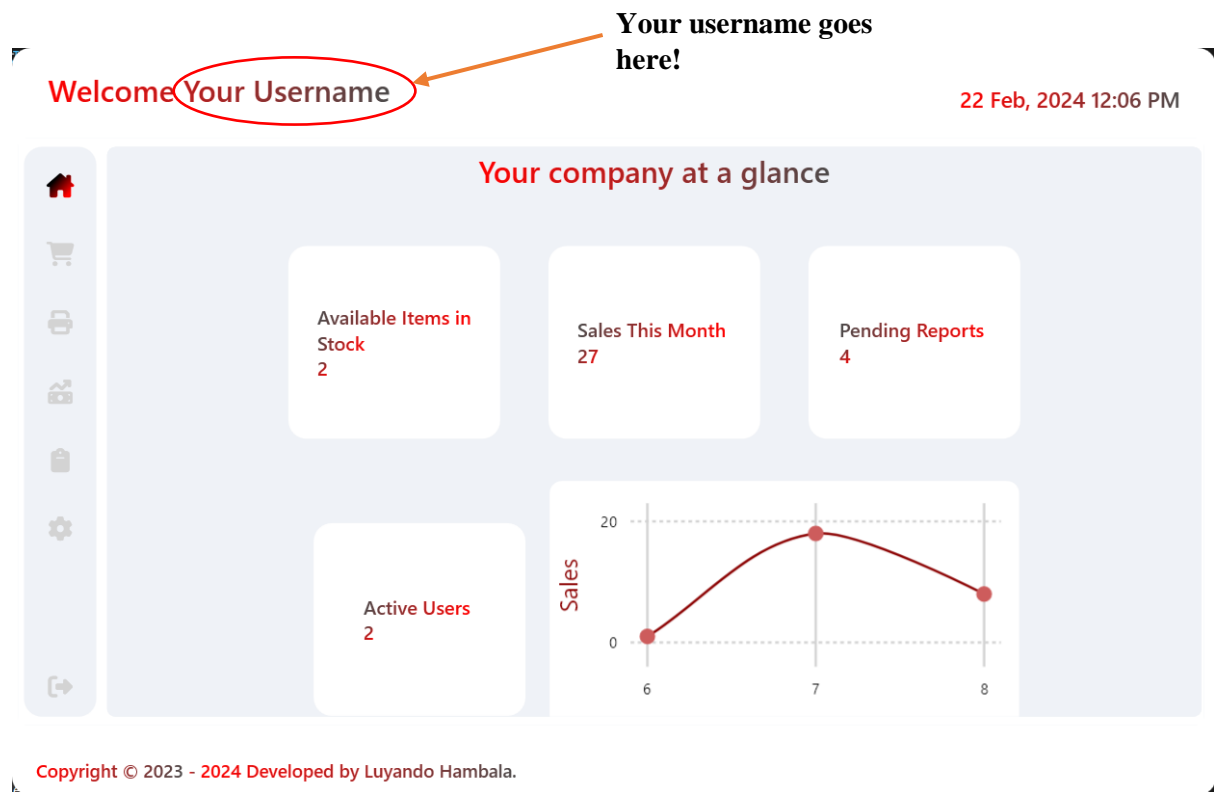 Your username goes
here!
Welcome Your Username
22 Feb, 2024 12:06 PM
Your company at a glance
Available Items in
Stock
2
Sales This Month
27
Pending Reports
4
Active Users
2
Sales
20
0
6
7
8
Copyright © 2023 - 2024 Developed by Luyando Hambala.